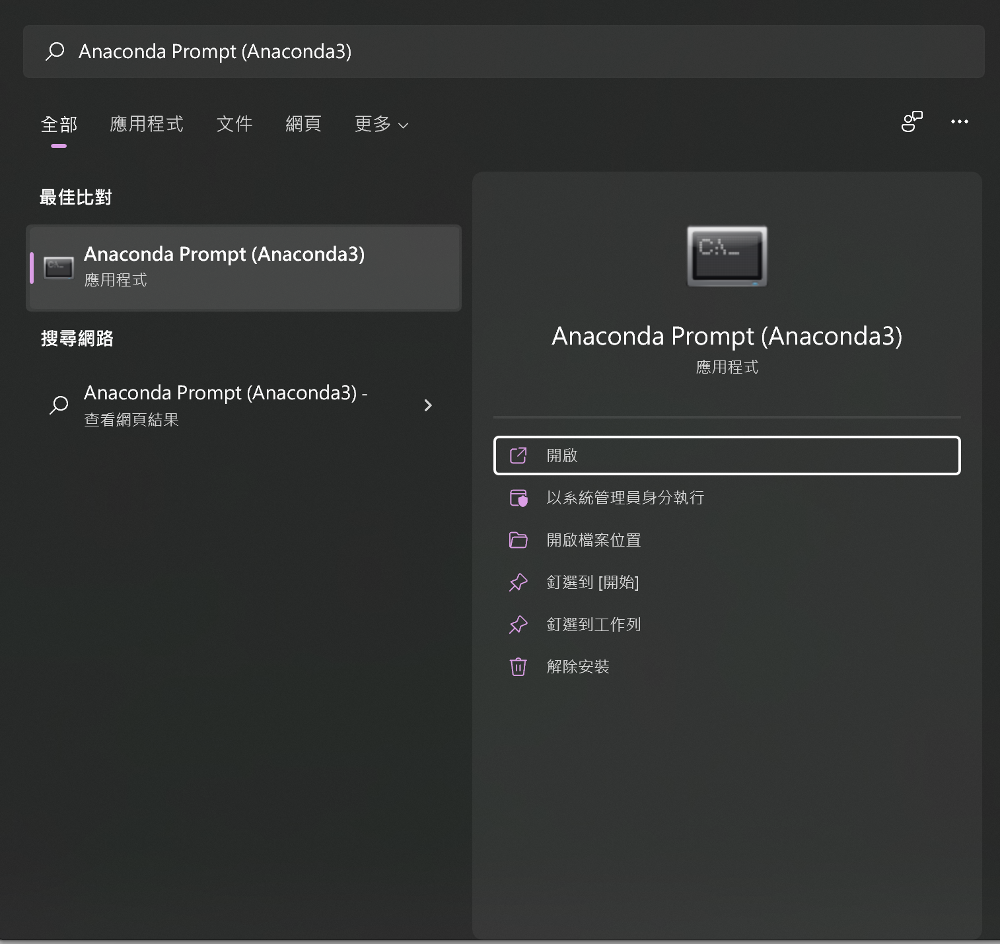 Anaconda Prompt (Anaconda3)
全部 應用程式 文件 網頁 更多
最佳比對
Anaconda Prompt (Anaconda3)
應用程式
搜尋網路
Anaconda Prompt (Anaconda3) -
查看網頁結果
C:\_
Anaconda Prompt (Anaconda3)
應用程式
開啟
以系統管理員身分執行
開啟檔案位置
釘選到 [開始]
釘選到工作列
解除安裝